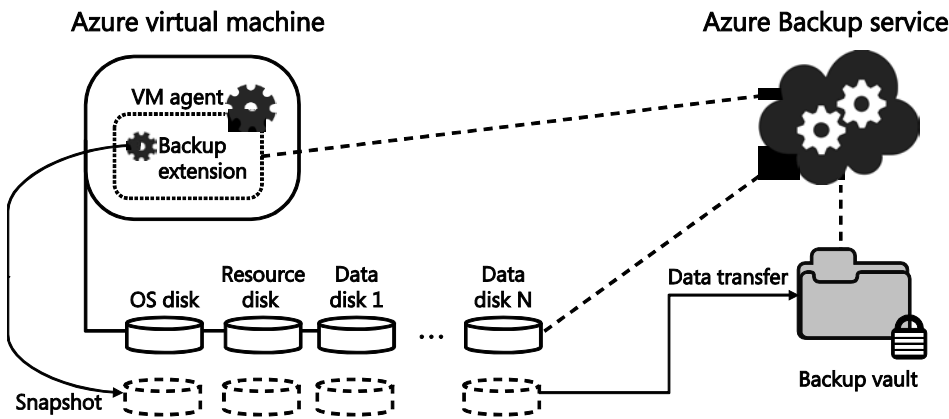 Azure virtual machine
Azure Backup service
VM agent
Backup
extension
Resource
disk
Data
disk 1
Data
disk N
OS disk
...
Data transfer
Snapshot
Backup vault